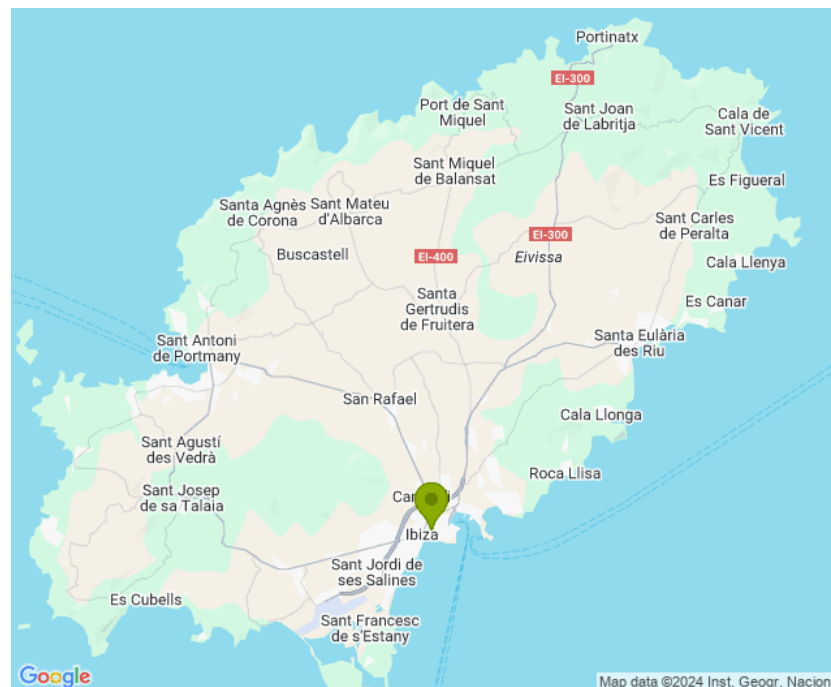 Portinatx
EI-300
Port de Sant
Miquel
Sant Joan
de Labritja
Cala de
Sant Vicent
Sant Miquel
de Balansat
Es Figueral
Santa Agnès
de Corona
Sant Mateu
d'Albarca
Sant Carles
de Peralta
EI-300
Buscastell
EI-400
Eivissa
Cala Llenya
Santa
Gertrudis
de Fruitera
Es Canar
Sant Antoni
de Portmany
Santa Eulària
des Riu
San Rafael
Cala Llonga
Sant Agustí
des Vedrà
Roca Llisa
Sant Josep
de sa Talaia
Ibiza
Sant Jordi de
ses Salines
Es Cubells
Sant Francesc
de s'Estany
Google
Map data ©2024 Inst. Geogr. Nacion